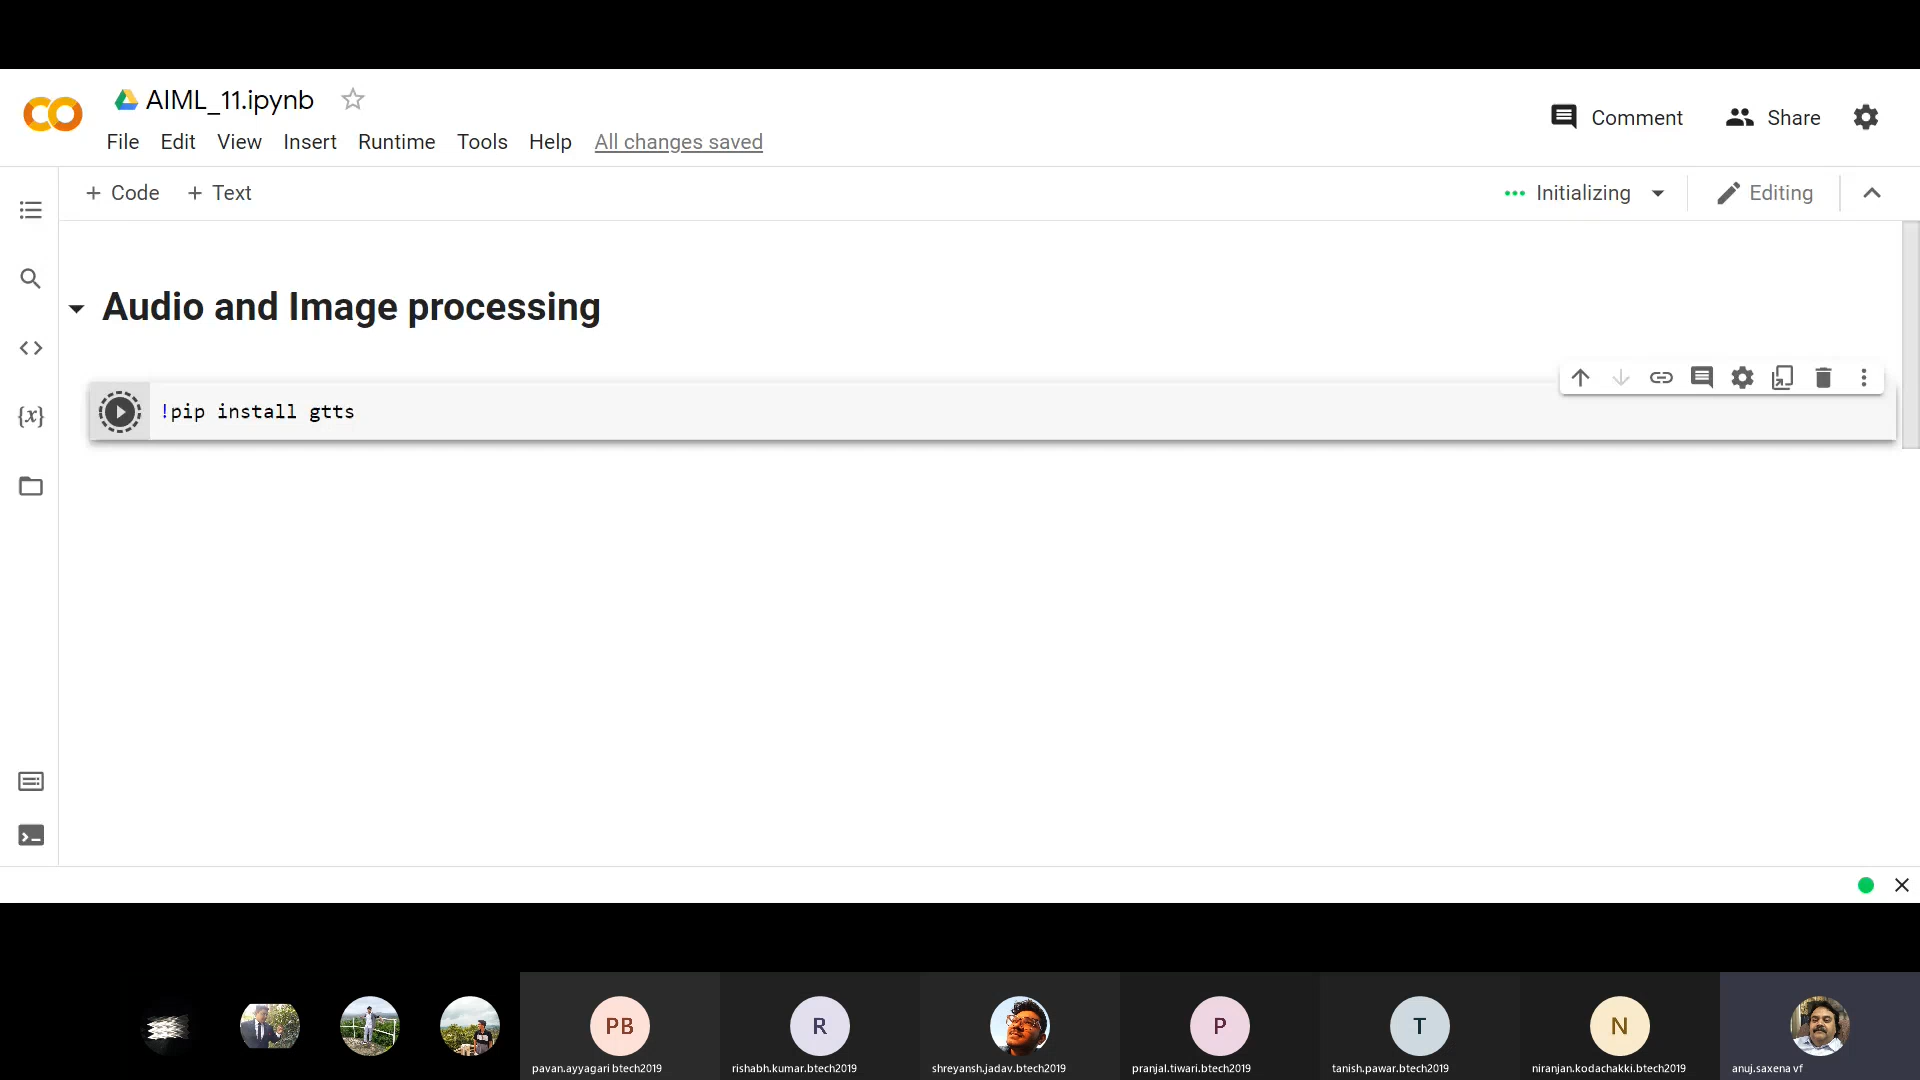 AIML_11.ipynb
File Edit View Insert Runtime Tools Help All changes saved
Comment Share
+ Code + Text
Initializing Editing
Audio and Image processing
!pip install gtts
{x}
PB R P T N
pavan.ayyagari btech2019 rishabh.kumar.btech2019 shreyansh.jadav.btech2019 pranjal.tiwari.btech2019 tanish.pawar.btech2019 niranjan.kodachakki.btech2019 anuj.saxena vf